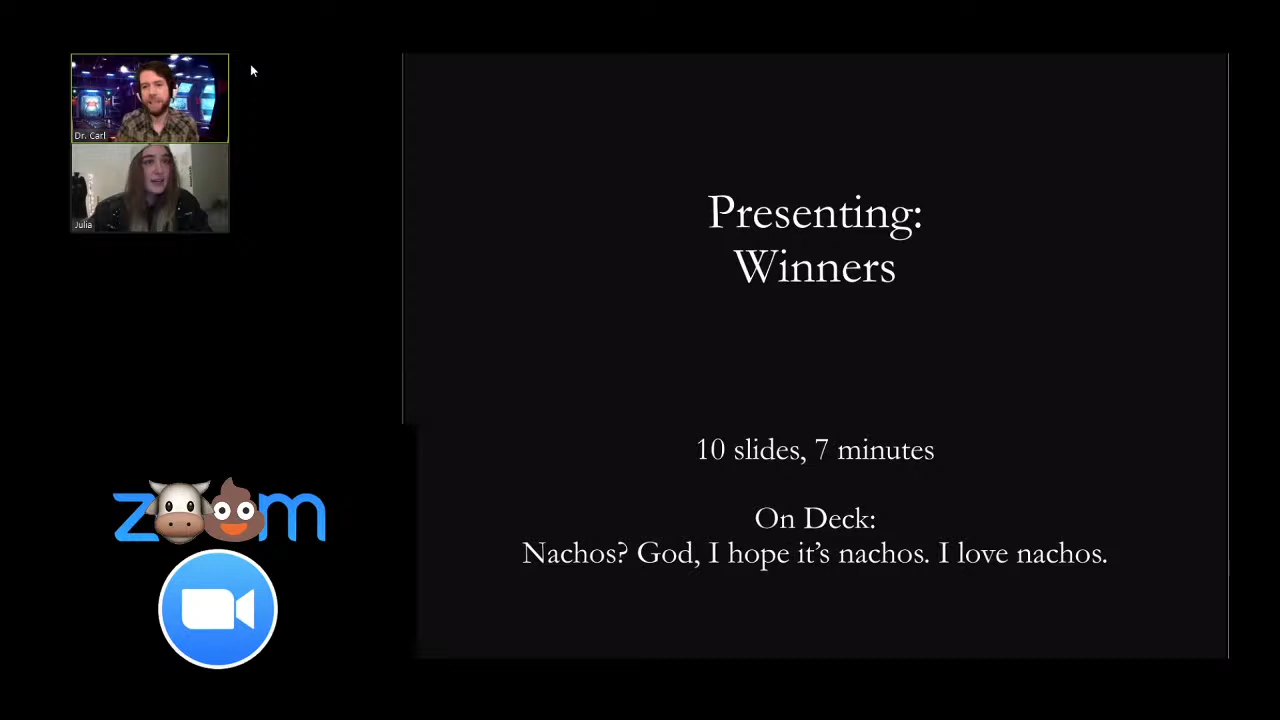 Dr. Carl
Julia
Presenting:
Winners
10 slides, 7 minutes
On Deck:
Nachos? God, I hope it’s nachos. I love nachos.
zoom